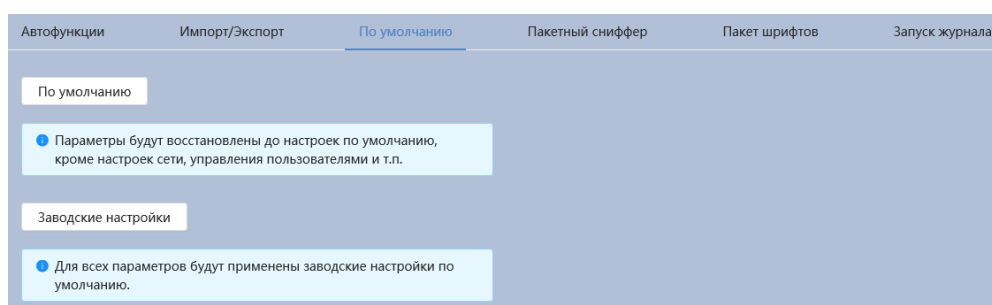 Автофункции Импорт/Экспорт По умолчанию Пакетный сниффер Пакет шрифтов Запуск журнала
По умолчанию
Параметры будут восстановлены до настроек по умолчанию,
кроме настроек сети, управления пользователями и т.п.
Заводские настройки
Для всех параметров будут применены заводские настройки по
умолчанию.